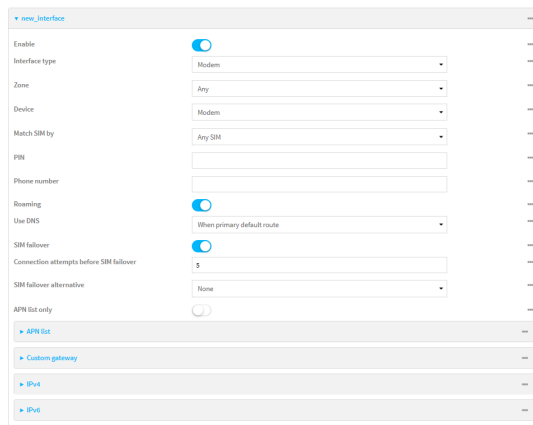 new_interface
Enable
Interface type
Modem
Zone
Any
Device
Modem
Match SIM by
Any SIM
PIN
Phone number
Roaming
Use DNS
When primary default route
SIM failover
Connection attempts before SIM failover
5
SIM failover alternative
None
APN list only
APN list
Custom gateway
IPv4
IPv6